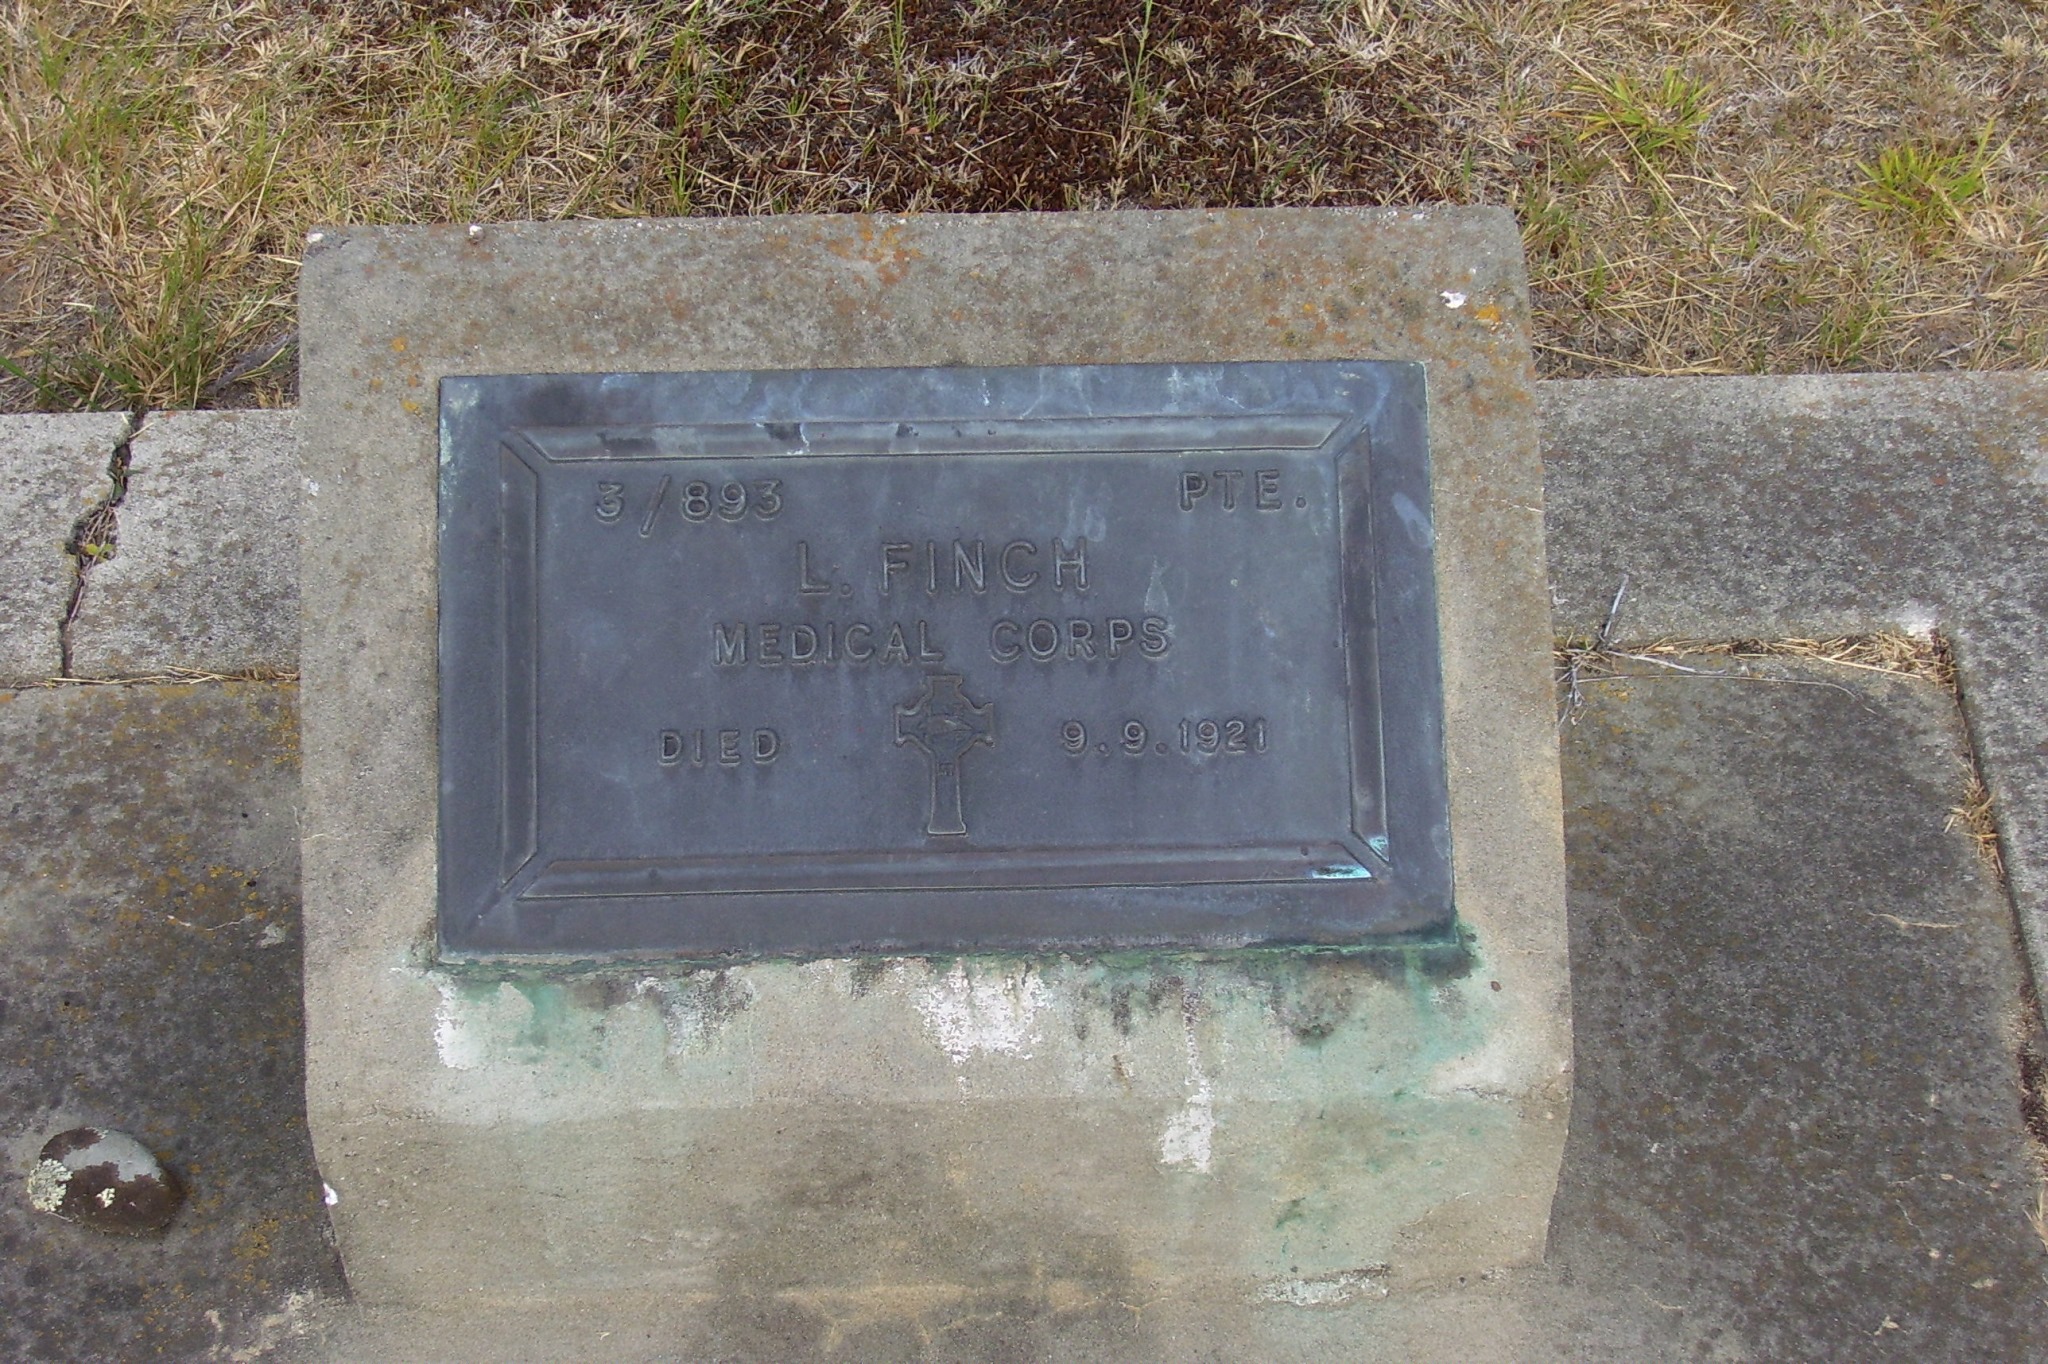 3/893 PTE.
L. FINCH
MEDICAL CORPS
DIED 9.9.1921